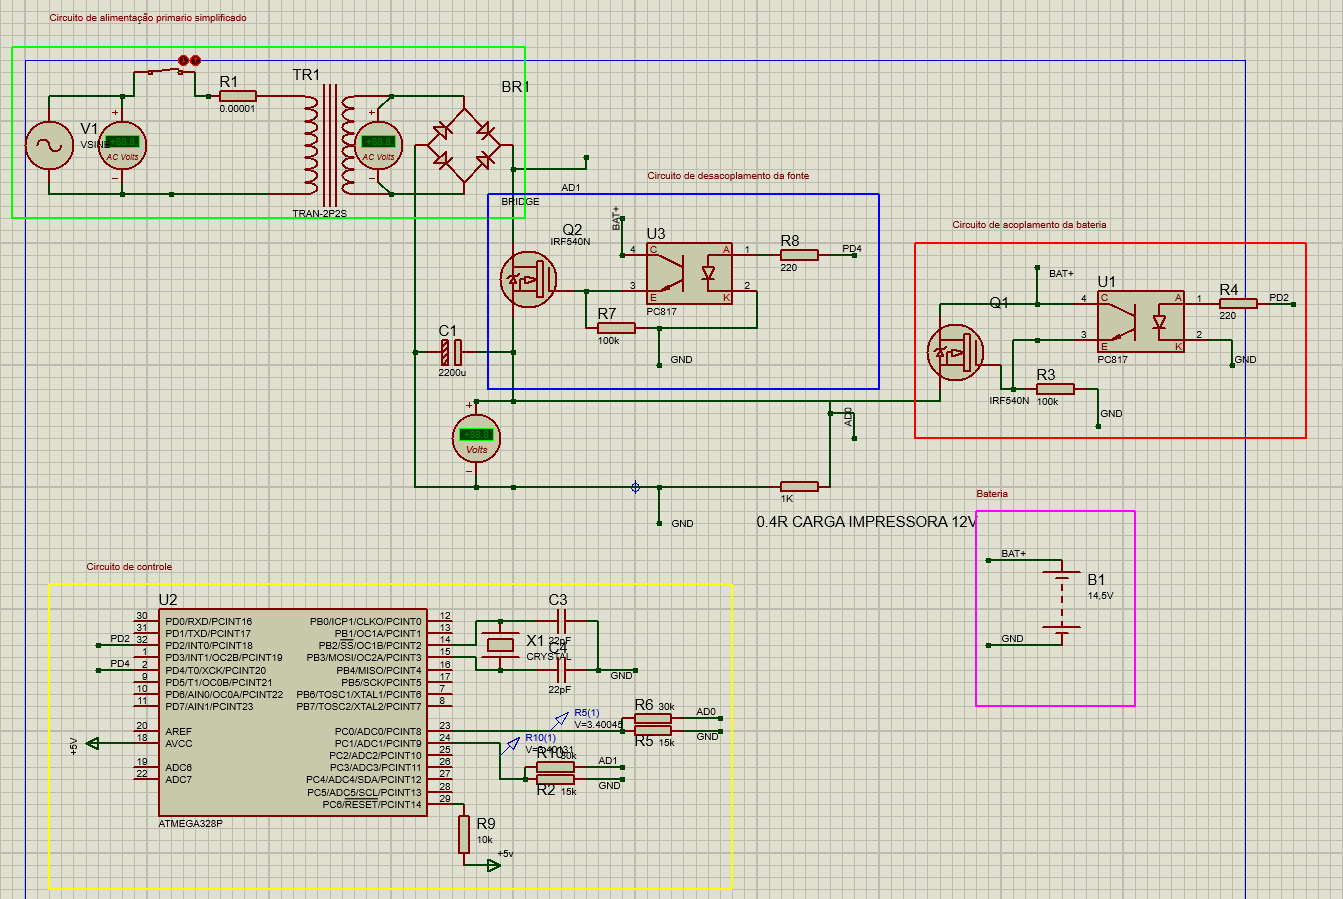 Circuito de alimentação primario simplificado
R1
0.00001
TR1
TRAN-2P2S
BR1
BRIDGE
V1
VSINE
+
AC Volts
−
+
AC Volts
−
AD1
Circuito de desacoplamento da fonte
Q2
IRF540N
BAT+
U3
4
C
A
1
3
E
K
2
PC817
R8
220
PD4
R7
100k
GND
C1
2200u
+
Volts
−
AD0
1K
GND
0.4R CARGA IMPRESSORA 12V
Circuito de acoplamento da bateria
BAT+
Q1
IRF540N
U1
4
C
A
1
3
E
K
2
PC817
R4
220
PD2
GND
R3
100k
GND
Bateria
BAT+
B1
14,5V
GND
Circuito de controle
U2
30 PD0/RXD/PCINT16
31 PD1/TXD/PCINT17
PD2 32 PD2/INT0/PCINT18
1 PD3/INT1/OC2B/PCINT19
PD4 2 PD4/T0/XCK/PCINT20
9 PD5/T1/OC0B/PCINT21
10 PD6/AIN0/OC0A/PCINT22
11 PD7/AIN1/PCINT23
20 AREF
+5V 18 AVCC
19 ADC6
22 ADC7
PB0/ICP1/CLKO/PCINT0 12
PB1/OC1A/PCINT1 13
PB2/SS/OC1B/PCINT2 14
PB3/MOSI/OC2A/PCINT3 15
PB4/MISO/PCINT4 16
PB5/SCK/PCINT5 17
PB6/TOSC1/XTAL1/PCINT6 7
PB7/TOSC2/XTAL2/PCINT7 8
PC0/ADC0/PCINT8 23
PC1/ADC1/PCINT9 24
PC2/ADC2/PCINT10 25
PC3/ADC3/PCINT11 26
PC4/ADC4/SDA/PCINT12 27
PC5/ADC5/SCL/PCINT13 28
PC6/RESET/PCINT14 29
ATMEGA328P
C3
22pF
X1
CRYSTAL
C4
22pF
GND
R5(1)
V=3.40045
R6
30k
AD0
R5
15k
GND
R10(1)
R10
30k
AD1
R2
15k
GND
R9
10k
+5v